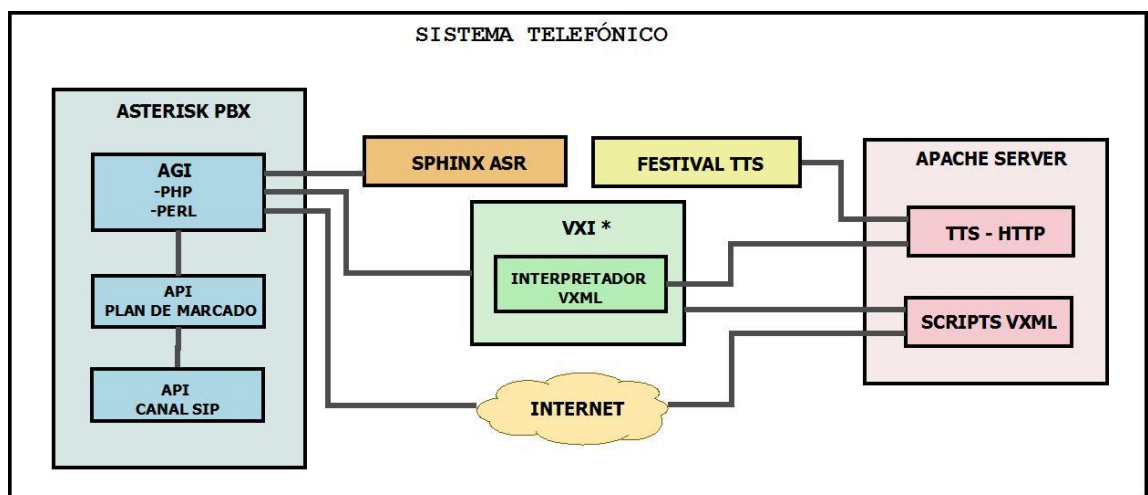 SISTEMA TELEFÓNICO
ASTERISK PBX
AGI
-PHP
-PERL
API
PLAN DE MARCADO
API
CANAL SIP
SPHINX ASR
FESTIVAL TTS
VXI *
INTERPRETADOR
VXML
INTERNET
APACHE SERVER
TTS - HTTP
SCRIPTS VXML